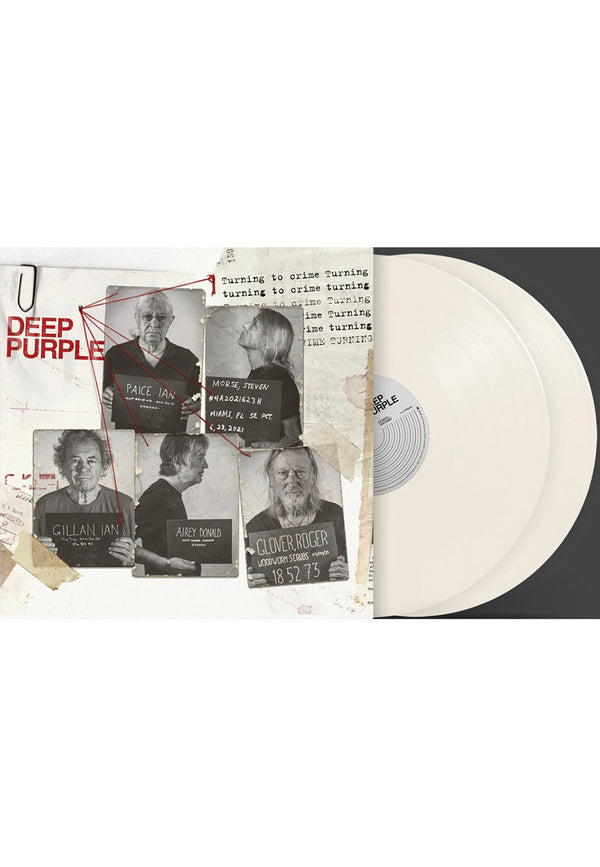 DEEP
PURPLE
Turning to crime Turning
turning to crime turning
Turning to crime Turning
crime turning
CRIME TURNING
PAICE IAN
MORSE, STEVEN
#4A2021623H
MIAMI, FL SE PCT.
6,23,2021
GILLAN IAN
AIREY DONALD
GLOVER, ROGER
WOODWORM SCRUBS
18 52 73
DEEP
PURPLE
A